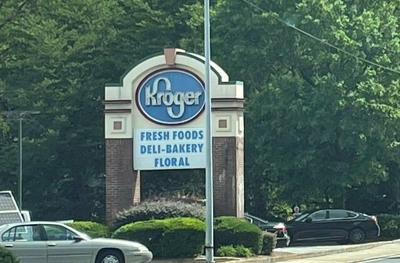 Kroger
FRESH FOODS
DELI-BAKERY
FLORAL